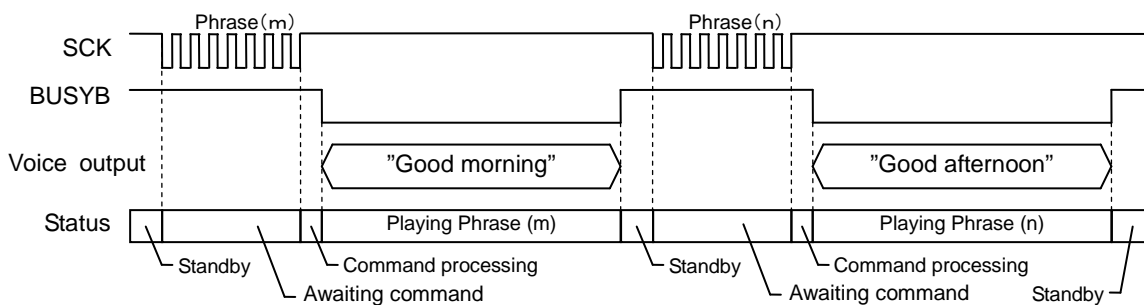 Phrase(m)
Phrase(n)
SCK
BUSYB
Voice output
"Good morning"
"Good afternoon"
Status
Playing Phrase (m)
Playing Phrase (n)
Standby
Command processing
Standby
Command processing
Awaiting command
Awaiting command
Standby